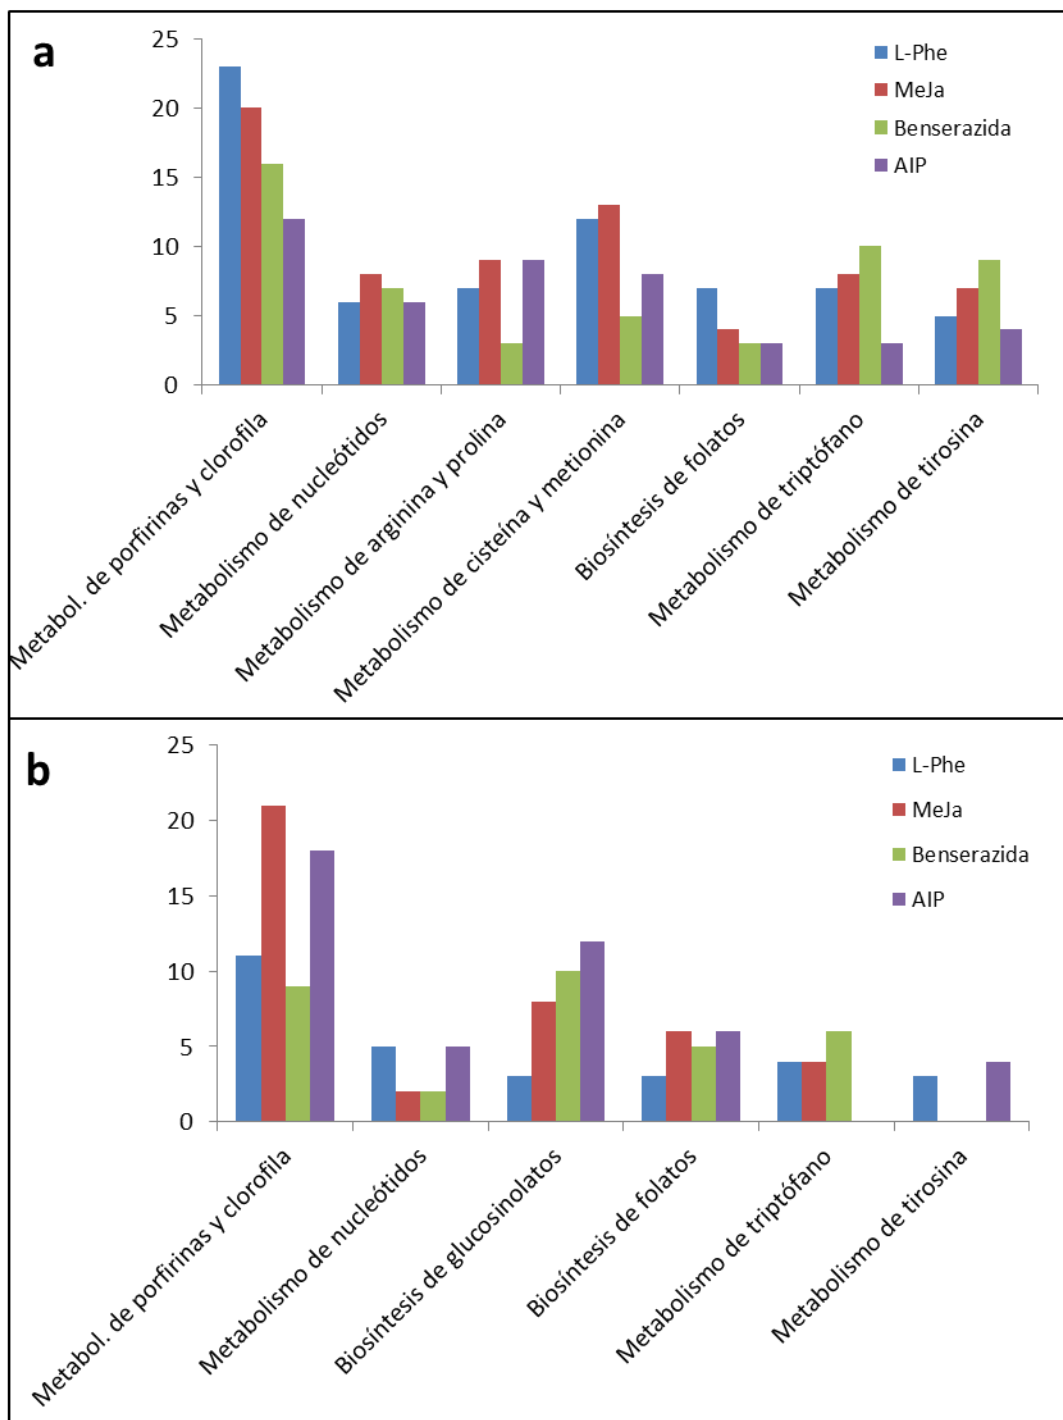 a
25
20
15
10
5
0
L-Phe
MeJa
Benserazida
AIP
Metabol. de porfirinas y clorofila
Metabolismo de nucleótidos
Metabolismo de arginina y prolina
Metabolismo de cisteína y metionina
Biosíntesis de folatos
Metabolismo de triptófano
Metabolismo de tirosina
b
25
20
15
10
5
0
L-Phe
MeJa
Benserazida
AIP
Metabol. de porfirinas y clorofila
Metabolismo de nucleótidos
Biosíntesis de glucosinolatos
Biosíntesis de folatos
Metabolismo de triptófano
Metabolismo de tirosina